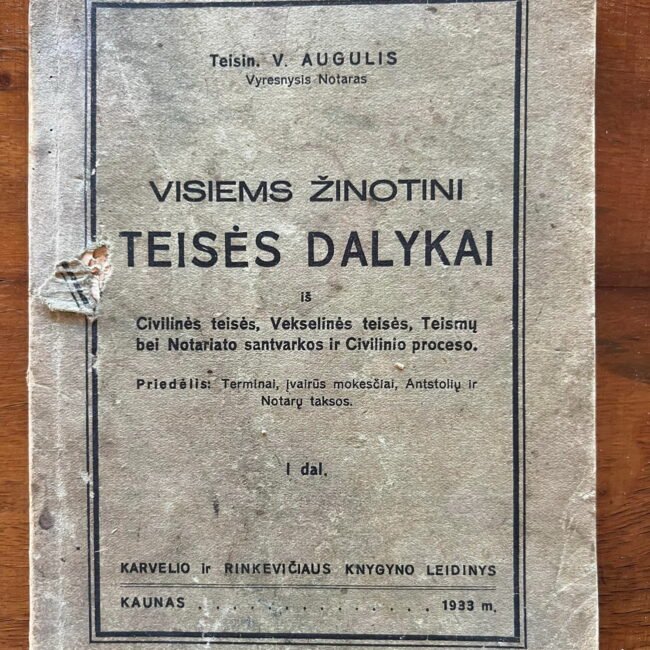 Teisin. V. AUGULIS
Vyresnysis Notaras
VISIEMS ŽINOTINI
TEISĖS DALYKAI
iš
Civilinės teisės, Vekselinės teisės, Teismų
bei Notariato santvarkos ir Civilinio proceso.
Priedėlis: Terminai, įvairūs mokesčiai, Antstolių ir
Notarų taksos.
I dal.
KARVELIO ir RINKEVIČIAUS KNYGYNO LEIDINYS
KAUNAS . . . . . . . . . . . . . . 1933 m.